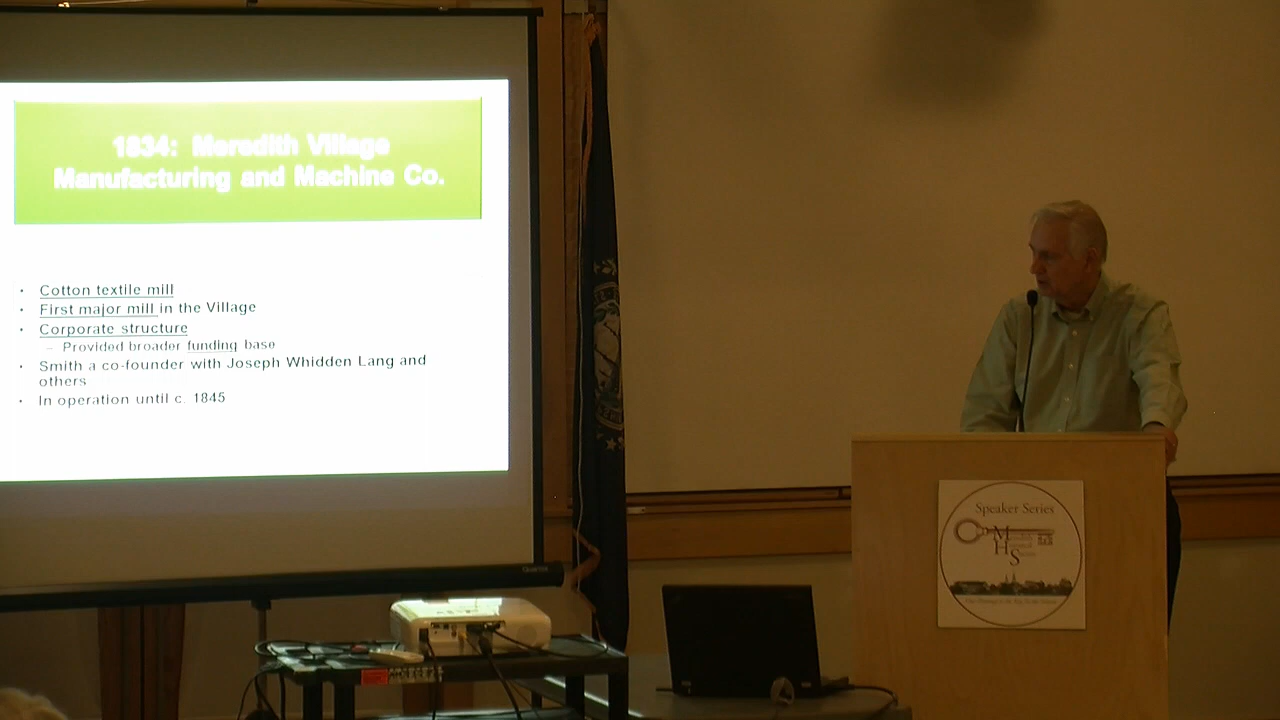 1834: Meredith Village
Manufacturing and Machine Co.
• Cotton textile mill
• First major mill in the Village
• Corporate structure
– Provided broader funding base
• Smith a co-founder with Joseph Whidden Lang and
others
• In operation until c. 1845
Speaker Series
M
H
S